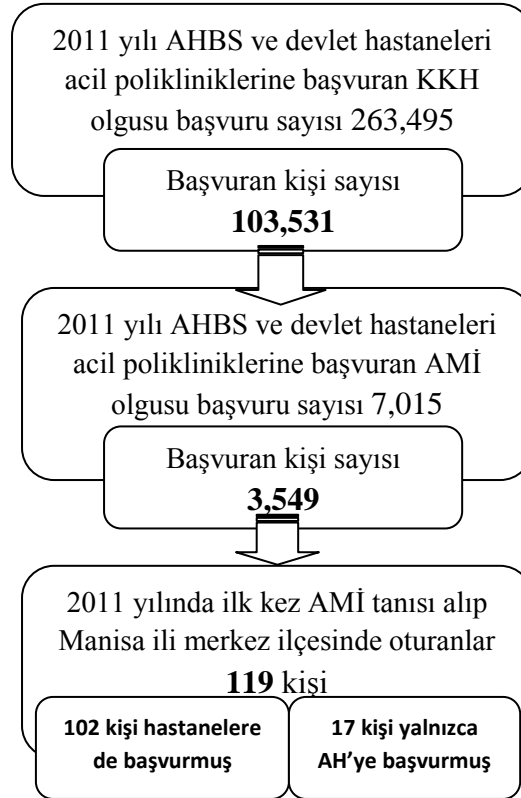 2011 yılı AHBS ve devlet hastaneleri
acil polikliniklerine başvuran KKH
olgusu başvuru sayısı 263,495
Başvuran kişi sayısı
103,531
2011 yılı AHBS ve devlet hastaneleri
acil polikliniklerine başvuran AMİ
olgusu başvuru sayısı 7,015
Başvuran kişi sayısı
3,549
2011 yılında ilk kez AMİ tanısı alıp
Manisa ili merkez ilçesinde oturanlar
119 kişi
102 kişi hastanelere
de başvurmuş
17 kişi yalnızca
AH’ye başvurmuş